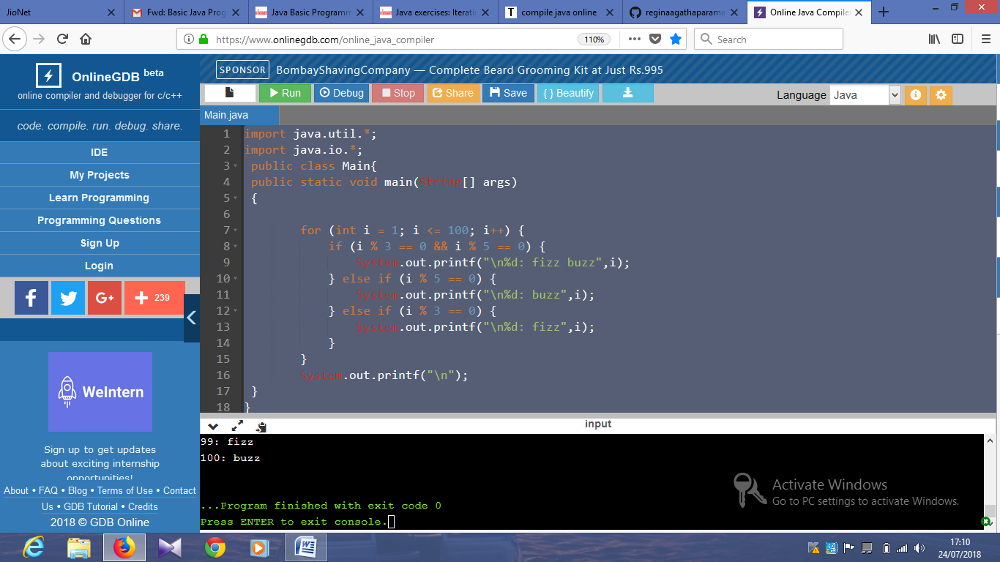 JioNet
Fwd: Basic Java Prog
Java Basic Programm
Java exercises: Iteratin
compile java online
reginaagathaparama
Online Java Compiler
https://www.onlinegdb.com/online_java_compiler
110%
Search
OnlineGDB beta
online compiler and debugger for c/c++
code. compile. run. debug. share.
IDE
My Projects
Learn Programming
Programming Questions
Sign Up
Login
f
G+
+ 239
WeIntern
Sign up to get updates
about exciting internship
opportunities!
About • FAQ • Blog • Terms of Use • Contact
Us • GDB Tutorial • Credits
2018 © GDB Online
SPONSOR BombayShavingCompany — Complete Beard Grooming Kit at Just Rs.995
Run Debug Stop Share Save { } Beautify
Language Java
Main.java
1 import java.util.*;
2 import java.io.*;
3 public class Main{
4 public static void main(String[] args)
5 {
6
7 for (int i = 1; i <= 100; i++) {
8 if (i % 3 == 0 && i % 5 == 0) {
9 System.out.printf("\n%d: fizz buzz",i);
10 } else if (i % 5 == 0) {
11 System.out.printf("\n%d: buzz",i);
12 } else if (i % 3 == 0) {
13 System.out.printf("\n%d: fizz",i);
14 }
15 }
16 System.out.printf("\n");
17 }
18 }
input
99: fizz
100: buzz
...Program finished with exit code 0
Press ENTER to exit console.
Activate Windows
Go to PC settings to activate Windows.
17:10
24/07/2018